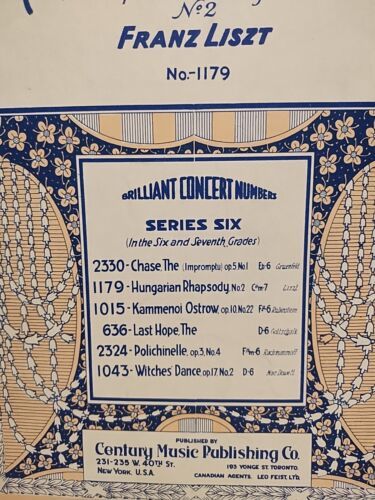 No 2
FRANZ LISZT
No.-1179
BRILLIANT CONCERT NUMBERS
SERIES SIX
(In the Six and Seventh Grades)
2330 - Chase, The (Impromptu) op.5, No.1 Eb-6 Gruenfeld
1179 - Hungarian Rhapsody, No.2 C#m-7 Liszt
1015 - Kammenoi Ostrow, op.10, No.22 F#-6 Rubinstein
636 - Last Hope, The D-6 Gottschalk
2324 - Polichinelle, op.3, No.4 F#m-6 Rachmaninoff
1043 - Witches Dance, op.17, No.2 D-6 MacDowell
PUBLISHED BY
Century Music Publishing Co.
231-235 W. 40TH ST.
NEW YORK. U.S.A.
193 YONGE ST. TORONTO.
CANADIAN AGENTS. LEO FEIST, LTD.